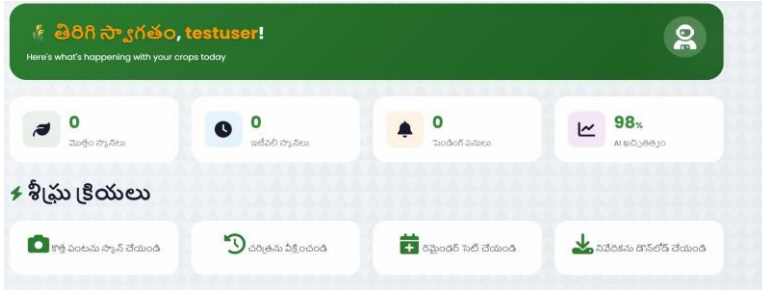 తిరిగి స్వాగతం, testuser!
Here's what's happening with your crops today
0
మొత్తం స్కాన్‌లు
0
ఇటీవలి స్కాన్‌లు
0
పెండింగ్ పనులు
98%
AI ఖచ్చితత్వం
శీఘ్ర క్రియలు
కొత్త పంటను స్కాన్ చేయండి
చరిత్రను వీక్షించండి
రిమైండర్ సెట్ చేయండి
నివేదికను డౌన్‌లోడ్ చేయండి